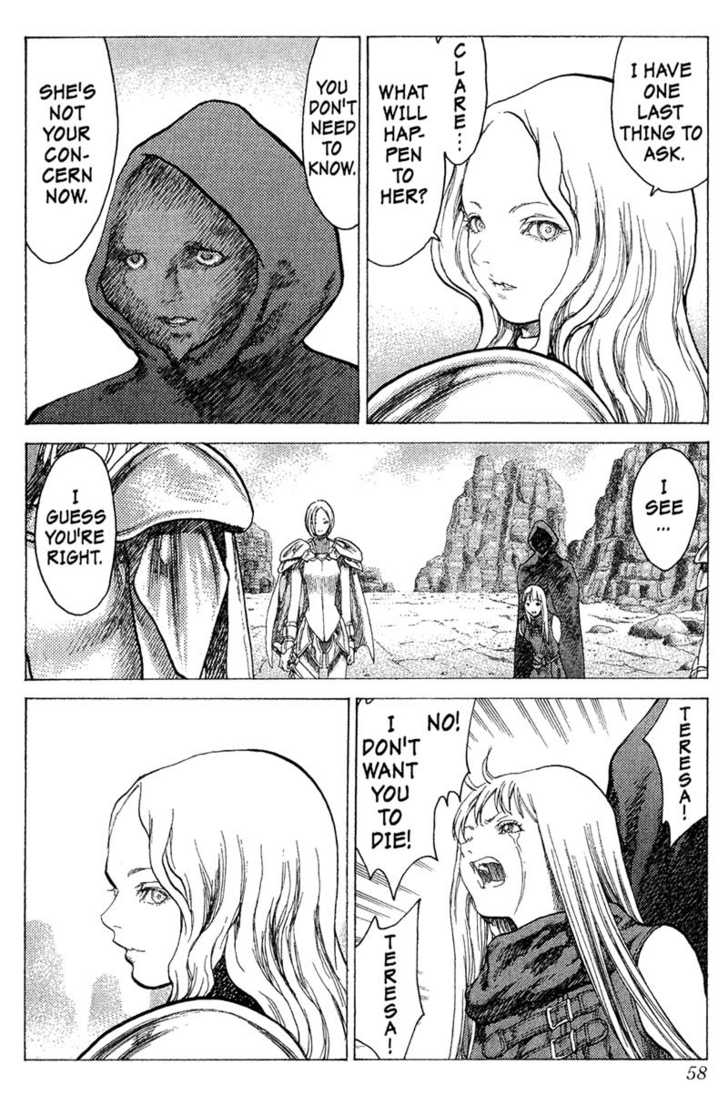 I HAVE
ONE
LAST
THING TO
ASK.
CLARE...
WHAT
WILL
HAP-
PEN
TO
HER?
YOU
DON'T
NEED
TO
KNOW.
SHE'S
NOT
YOUR
CON-
CERN
NOW.
I
SEE
...
I
GUESS
YOU'RE
RIGHT.
TERESA!
NO!
I
DON'T
WANT
YOU
TO
DIE!
TERESA!
58